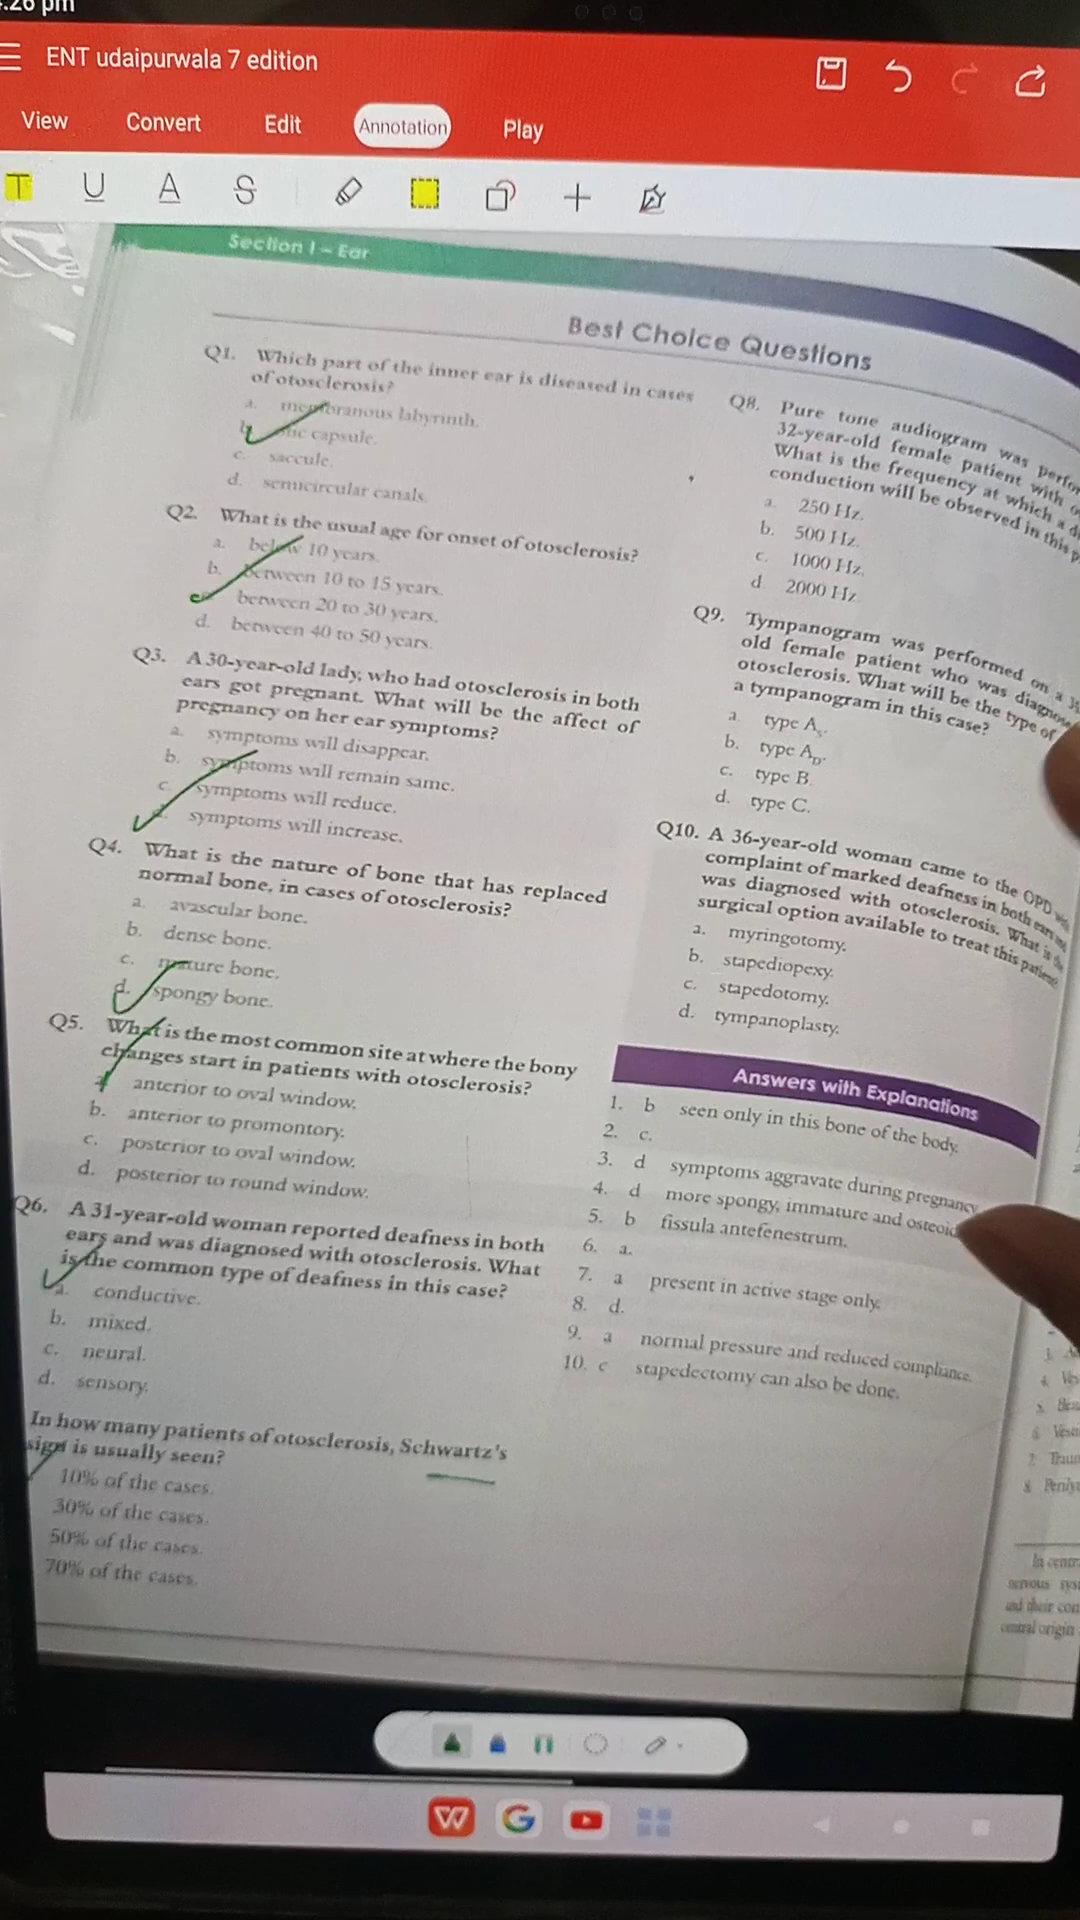 .26 pm
ENT udaipurwala 7 edition
View Convert Edit Annotation Play
Section I – Ear
Best Choice Questions
Q1. Which part of the inner ear is diseased in cases
of otosclerosis?
a. membranous labyrinth.
capsule.
c. saccule.
d. semicircular canals.
Q2. What is the usual age for onset of otosclerosis?
a. below 10 years.
b. between 10 to 15 years.
between 20 to 30 years.
d. between 40 to 50 years.
Q3. A 30-year-old lady, who had otosclerosis in both
ears got pregnant. What will be the affect of
pregnancy on her ear symptoms?
a. symptoms will disappear.
b. symptoms will remain same.
c. symptoms will reduce.
symptoms will increase.
Q4. What is the nature of bone that has replaced
normal bone, in cases of otosclerosis?
a. avascular bone.
b. dense bone.
c. mature bone.
d. spongy bone.
Q5. What is the most common site at where the bony
changes start in patients with otosclerosis?
anterior to oval window.
b. anterior to promontory.
c. posterior to oval window.
d. posterior to round window.
Q6. A 31-year-old woman reported deafness in both
ears and was diagnosed with otosclerosis. What
is the common type of deafness in this case?
a. conductive.
b. mixed.
c. neural.
d. sensory.
In how many patients of otosclerosis, Schwartz's
sign is usually seen?
10% of the cases.
30% of the cases.
50% of the cases.
70% of the cases.
Q8. Pure tone audiogram was
32-year-old female patient with
What is the frequency at which a
conduction will be observed in this
a. 250 Hz.
b. 500 Hz.
c. 1000 Hz.
d. 2000 Hz.
Q9. Tympanogram was performed on a
old female patient who was
otosclerosis. What will be the type of
a tympanogram in this case?
a. type As.
b. type AD.
c. type B.
d. type C.
Q10. A 36-year-old woman came to the OPD
complaint of marked deafness in both ears
was diagnosed with otosclerosis. What is
surgical option available to treat this patient?
a. myringotomy.
b. stapediopexy.
c. stapedotomy.
d. tympanoplasty.
Answers with Explanations
1. b seen only in this bone of the body.
2. c.
3. d symptoms aggravate during pregnancy
4. d more spongy, immature and osteoid
5. b fissula antefenestrum.
6. a.
7. a present in active stage only.
8. d.
9. a normal pressure and reduced compliance.
10. c stapedectomy can also be done.